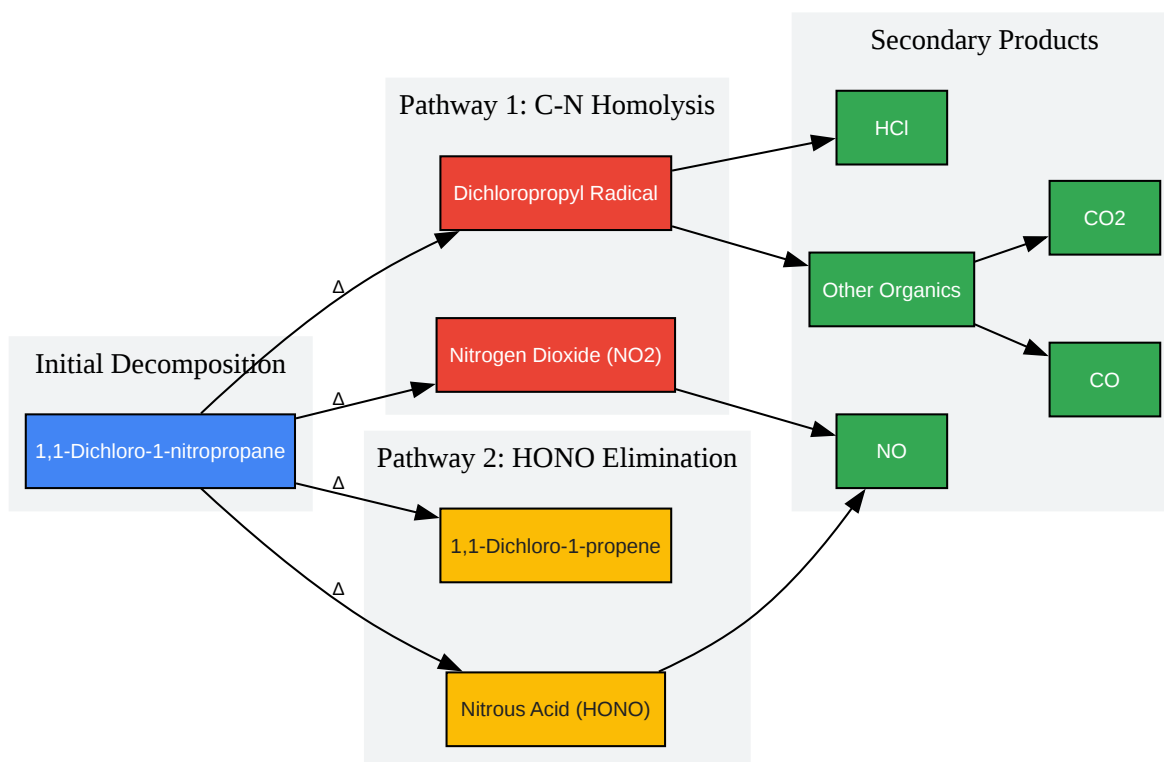 Secondary Products
Pathway 1: C-N Homolysis
HCl
Dichloropropyl Radical
CO2
Δ
Other Organics
Nitrogen Dioxide (NO2)
Initial Decomposition
CO
Δ
1,1-Dichloro-1-nitropropane
NO
Pathway 2: HONO Elimination
Δ
1,1-Dichloro-1-propene
Δ
Nitrous Acid (HONO)